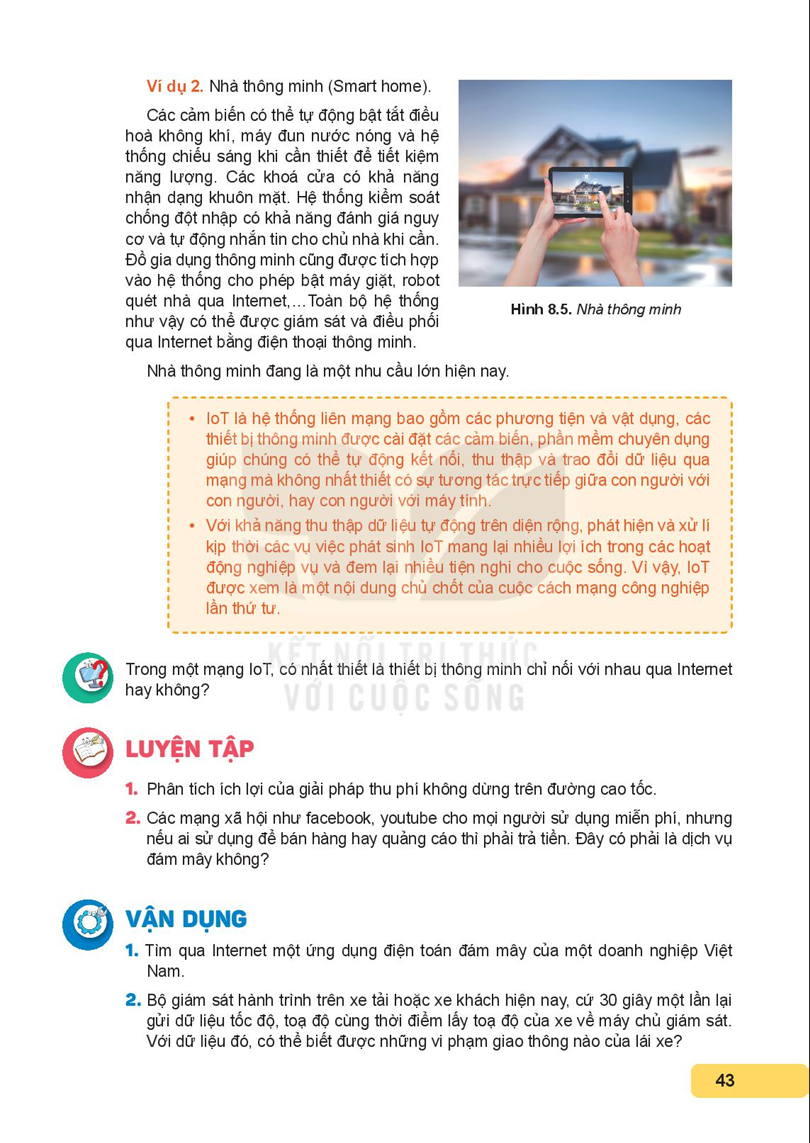 Ví dụ 2. Nhà thông minh (Smart home).
Các cảm biến có thể tự động bật tắt điều
hoà không khí, máy đun nước nóng và hệ
thống chiếu sáng khi cần thiết để tiết kiệm
năng lượng. Các khoá cửa có khả năng
nhận dạng khuôn mặt. Hệ thống kiểm soát
chống đột nhập có khả năng đánh giá nguy
cơ và tự động nhắn tin cho chủ nhà khi cần.
Đồ gia dụng thông minh cũng được tích hợp
vào hệ thống cho phép bật máy giặt, robot
quét nhà qua Internet,…Toàn bộ hệ thống
như vậy có thể được giám sát và điều phối
qua Internet bằng điện thoại thông minh.
Hình 8.5. Nhà thông minh
Nhà thông minh đang là một nhu cầu lớn hiện nay.
• IoT là hệ thống liên mạng bao gồm các phương tiện và vật dụng, các
thiết bị thông minh được cài đặt các cảm biến, phần mềm chuyên dụng
giúp chúng có thể tự động kết nối, thu thập và trao đổi dữ liệu qua
mạng mà không nhất thiết có sự tương tác trực tiếp giữa con người với
con người, hay con người với máy tính.
• Với khả năng thu thập dữ liệu tự động trên diện rộng, phát hiện và xử lí
kịp thời các vụ việc phát sinh IoT mang lại nhiều lợi ích trong các hoạt
động nghiệp vụ và đem lại nhiều tiện nghi cho cuộc sống. Vì vậy, IoT
được xem là một nội dung chủ chốt của cuộc cách mạng công nghiệp
lần thứ tư.
KẾT NỐI TRI THỨC
VỚI CUỘC SỐNG
Trong một mạng IoT, có nhất thiết là thiết bị thông minh chỉ nối với nhau qua Internet
hay không?
LUYỆN TẬP
1. Phân tích ích lợi của giải pháp thu phí không dừng trên đường cao tốc.
2. Các mạng xã hội như facebook, youtube cho mọi người sử dụng miễn phí, nhưng
nếu ai sử dụng để bán hàng hay quảng cáo thì phải trả tiền. Đây có phải là dịch vụ
đám mây không?
VẬN DỤNG
1. Tìm qua Internet một ứng dụng điện toán đám mây của một doanh nghiệp Việt
Nam.
2. Bộ giám sát hành trình trên xe tải hoặc xe khách hiện nay, cứ 30 giây một lần lại
gửi dữ liệu tốc độ, toạ độ cùng thời điểm lấy toạ độ của xe về máy chủ giám sát.
Với dữ liệu đó, có thể biết được những vi phạm giao thông nào của lái xe?
43